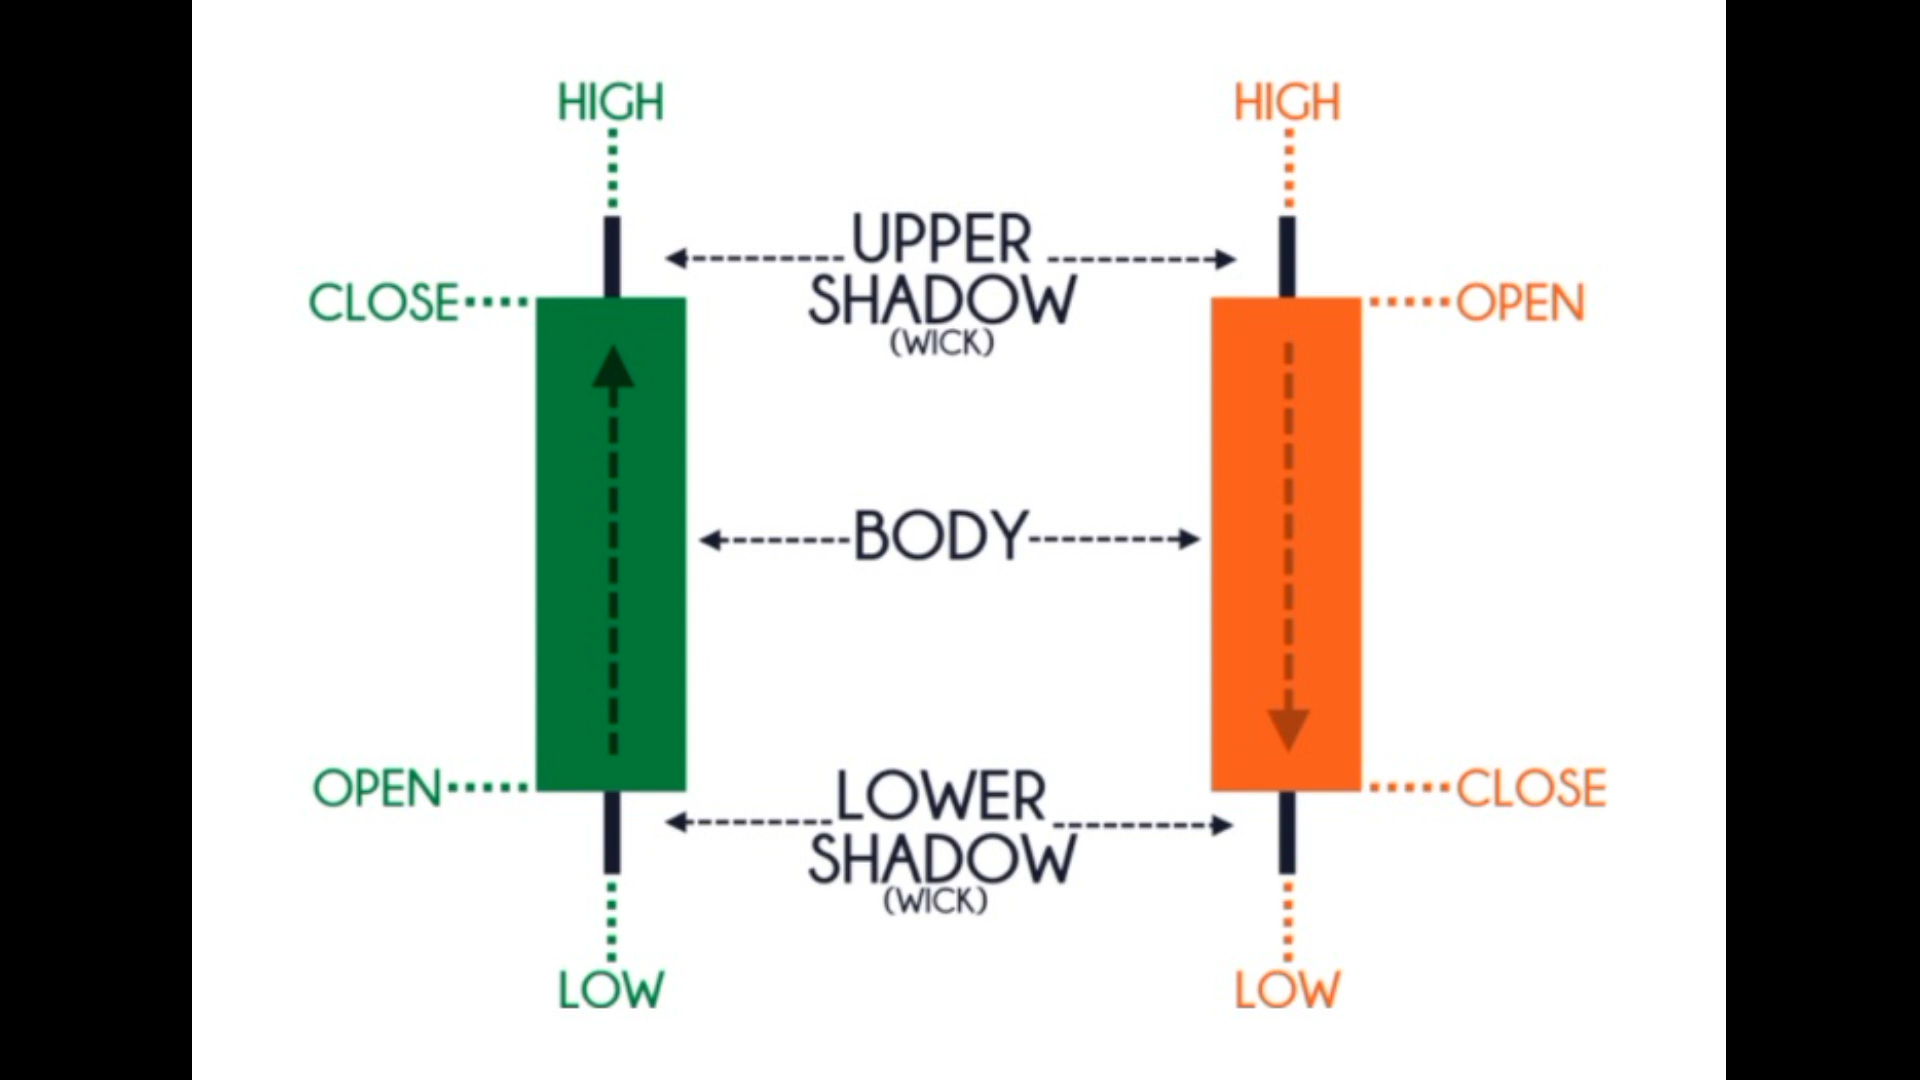 HIGH
HIGH
UPPER
SHADOW
(WICK)
CLOSE
OPEN
BODY
OPEN
CLOSE
LOWER
SHADOW
(WICK)
LOW
LOW